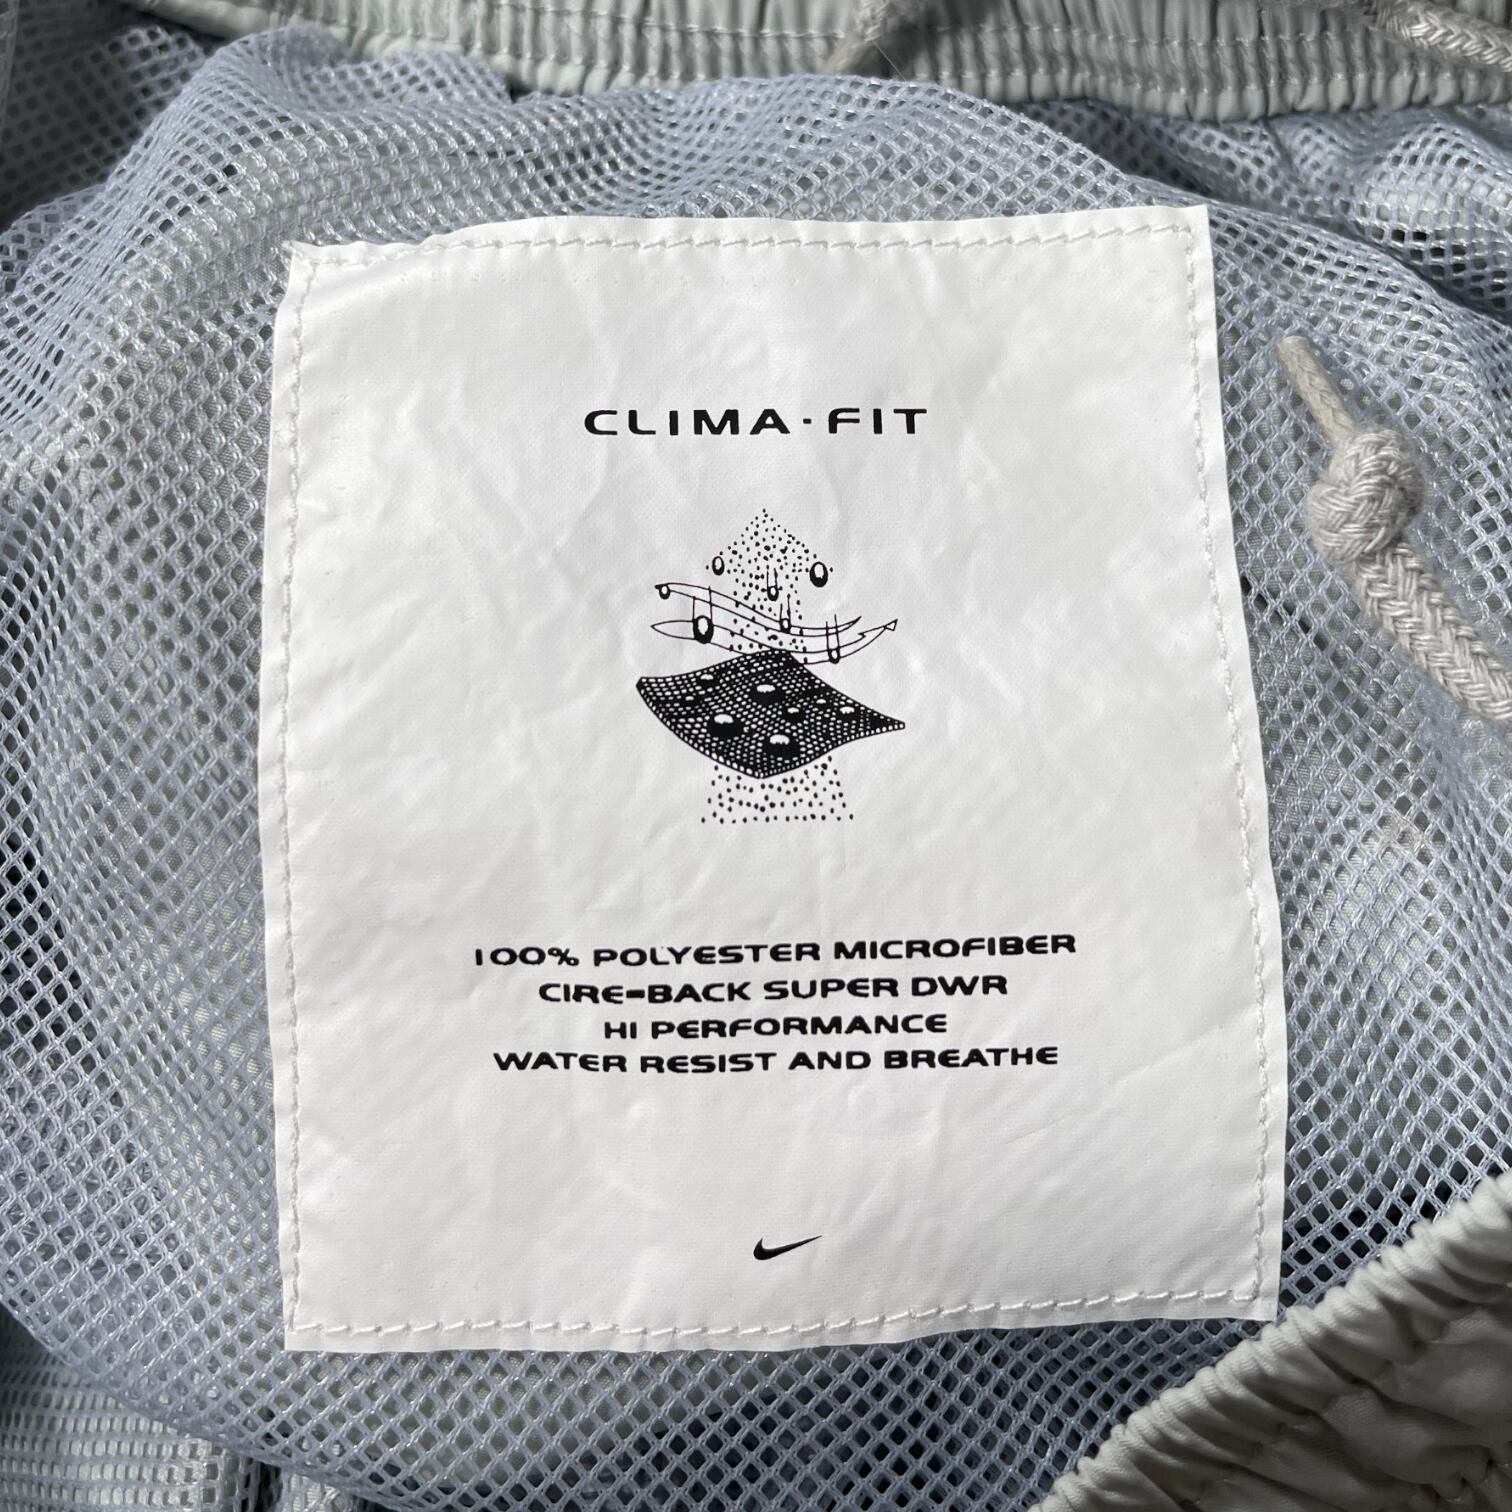 CLIMA·FIT
100% POLYESTER MICROFIBER
CIRE-BACK SUPER DWR
HI PERFORMANCE
WATER RESIST AND BREATHE